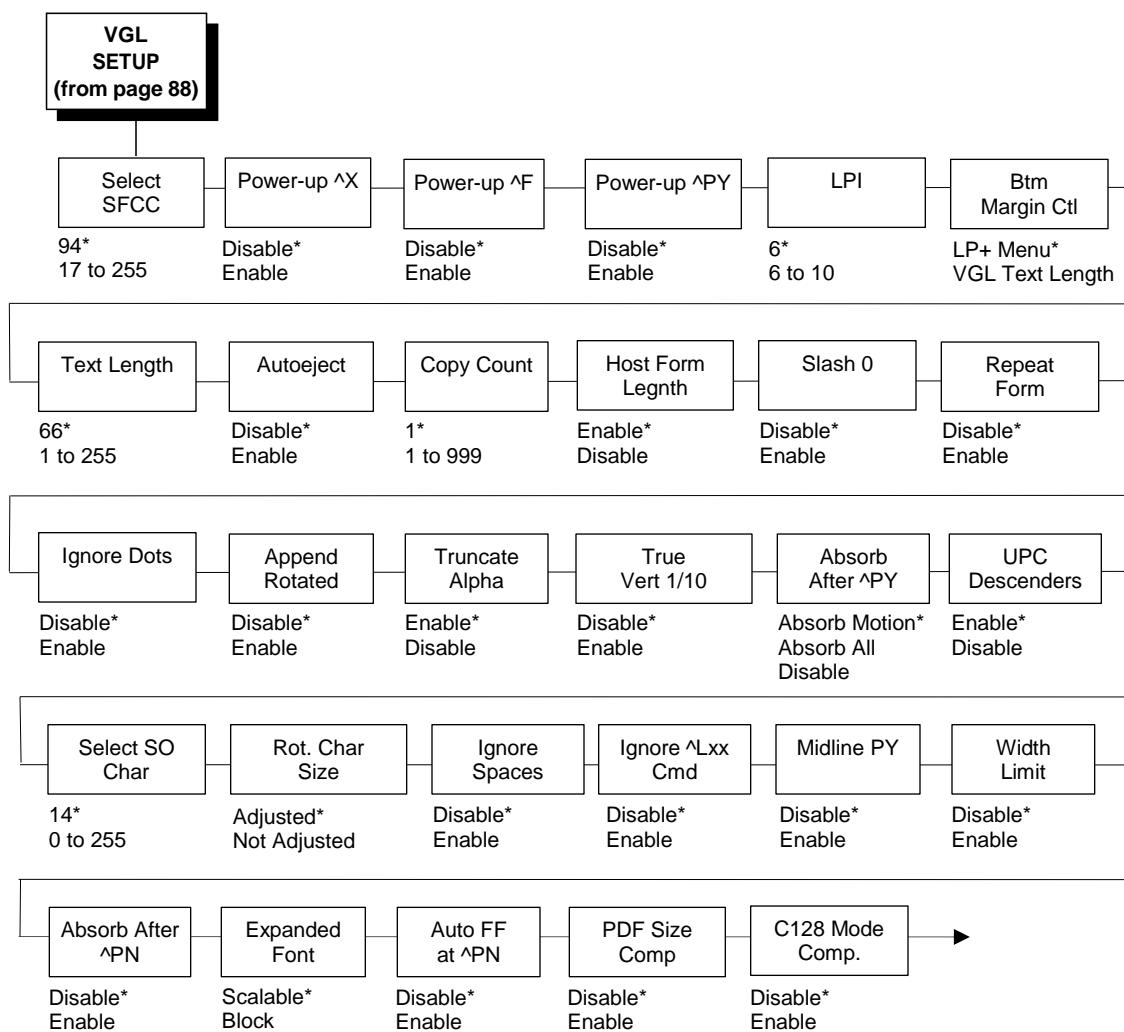 VGL
SETUP
(from page 88)
Select
SFCC
94*
17 to 255
Power-up ^X
Disable*
Enable
Power-up ^F
Disable*
Enable
Power-up ^PY
Disable*
Enable
LPI
6*
6 to 10
Btm
Margin Ctl
LP+ Menu*
VGL Text Length
Text Length
66*
1 to 255
Autoeject
Disable*
Enable
Copy Count
1*
1 to 999
Host Form
Legnth
Enable*
Disable
Slash 0
Disable*
Enable
Repeat
Form
Disable*
Enable
Ignore Dots
Disable*
Enable
Append
Rotated
Disable*
Enable
Truncate
Alpha
Enable*
Disable
True
Vert 1/10
Disable*
Enable
Absorb
After ^PY
Absorb Motion*
Absorb All
Disable
UPC
Descenders
Enable*
Disable
Select SO
Char
14*
0 to 255
Rot. Char
Size
Adjusted*
Not Adjusted
Ignore
Spaces
Disable*
Enable
Ignore ^Lxx
Cmd
Disable*
Enable
Midline PY
Disable*
Enable
Width
Limit
Disable*
Enable
Absorb After
^PN
Disable*
Enable
Expanded
Font
Scalable*
Block
Auto FF
at ^PN
Disable*
Enable
PDF Size
Comp
Disable*
Enable
C128 Mode
Comp.
Disable*
Enable